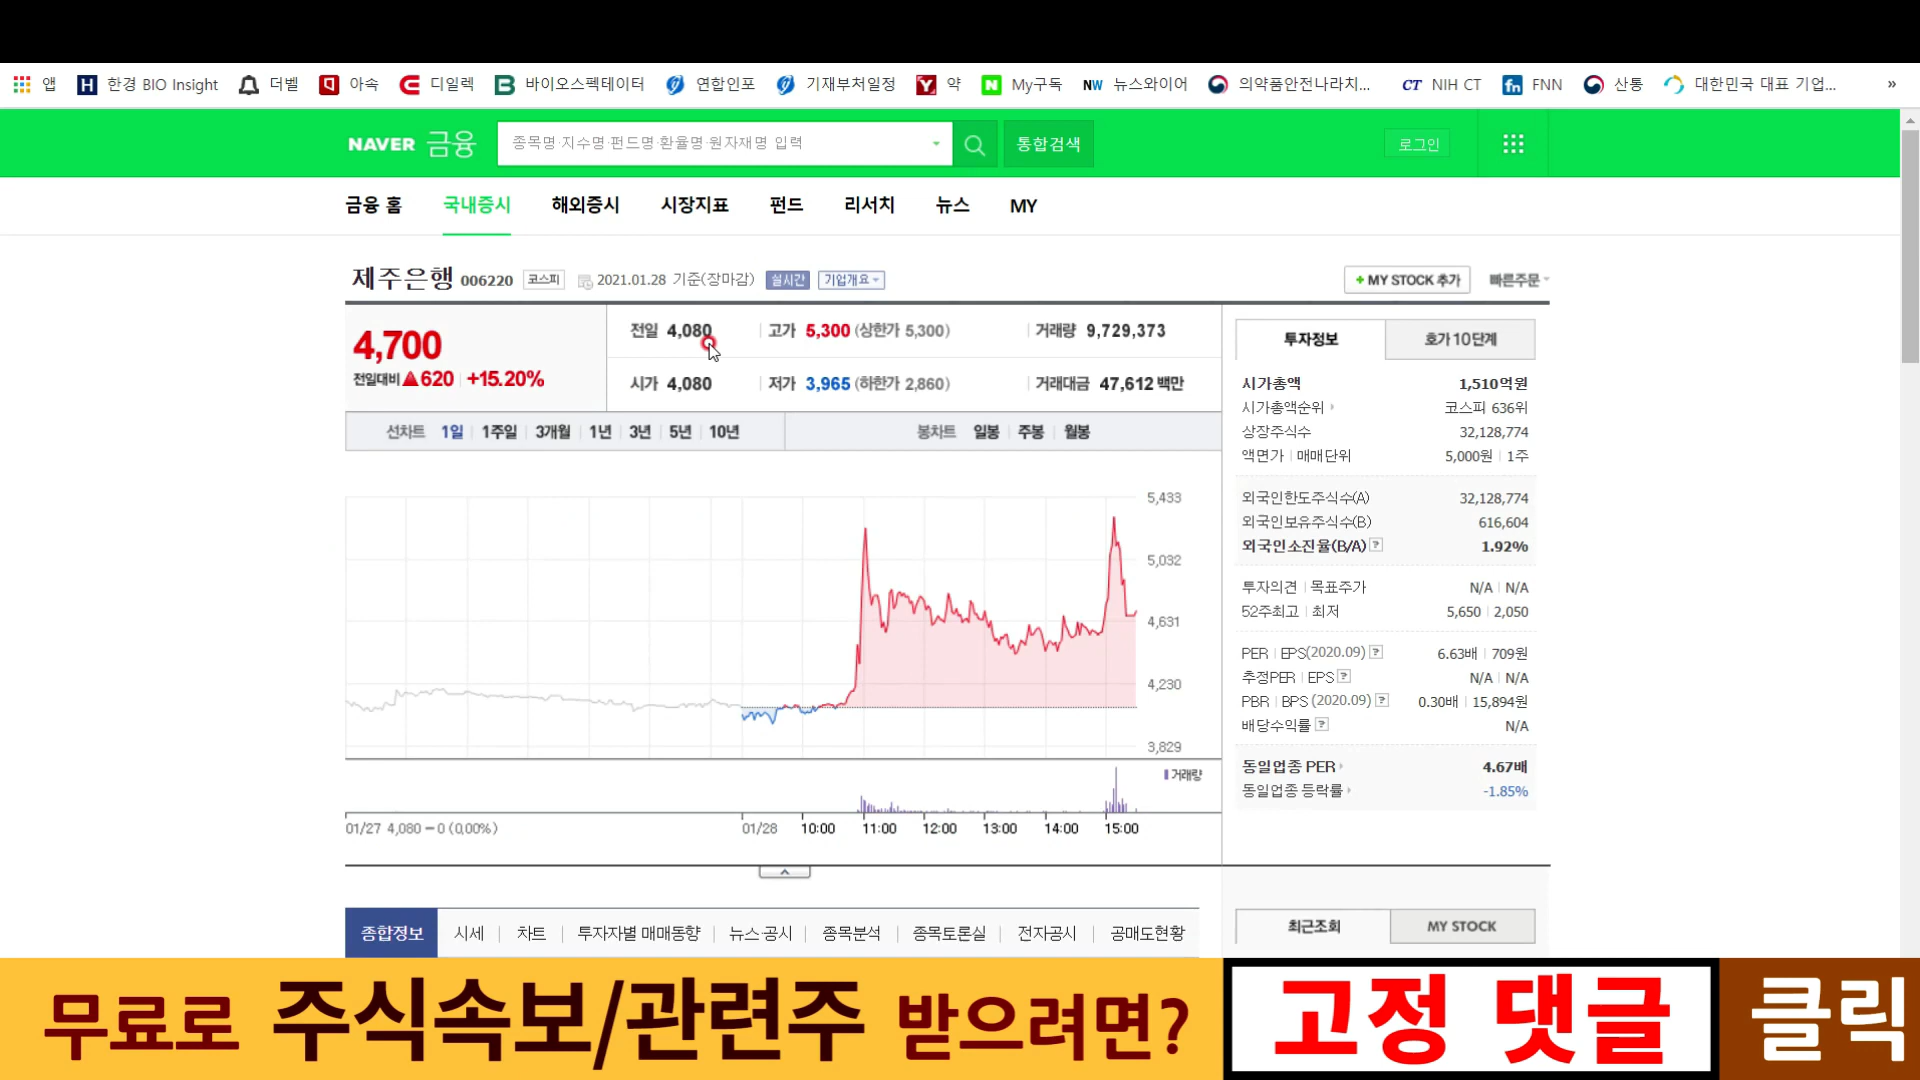 앱 한경 BIO Insight 더벨 아속 디일렉 바이오스펙테이터 연합인포 기재부처일정 약 My구독 NW 뉴스와이어 의약품안전나라치... CT NIH CT fn FNN 산통 대한민국 대표 기업... »
NAVER 금융 종목명·지수명·펀드명·환율명·원자재명 입력 통합검색 로그인
금융 홈 국내증시 해외증시 시장지표 펀드 리서치 뉴스 MY
제주은행 006220 코스피 2021.01.28 기준(장마감) 실시간 기업개요 + MY STOCK 추가 빠른주문
4,700
전일대비 ▲620 +15.20%
전일 4,080 고가 5,300 (상한가 5,300) 거래량 9,729,373
시가 4,080 저가 3,965 (하한가 2,860) 거래대금 47,612 백만
선차트 1일 1주일 3개월 1년 3년 5년 10년 봉차트 일봉 주봉 월봉
5,433
5,032
4,631
4,230
3,829
거래량
01/27 4,080 - 0 (0.00%) 01/28 10:00 11:00 12:00 13:00 14:00 15:00
투자정보 호가 10단계
시가총액 1,510억원
시가총액순위 코스피 636위
상장주식수 32,128,774
액면가 매매단위 5,000원 1주
외국인한도주식수(A) 32,128,774
외국인보유주식수(B) 616,604
외국인소진율(B/A) ? 1.92%
투자의견 목표주가 N/A N/A
52주최고 최저 5,650 2,050
PER EPS(2020.09) ? 6.63배 709원
추정PER EPS ? N/A N/A
PBR BPS (2020.09) ? 0.30배 15,894원
배당수익률 ? N/A
동일업종 PER 4.67배
동일업종 등락률 -1.85%
종합정보 시세 차트 투자자별 매매동향 뉴스·공시 종목분석 종목토론실 전자공시 공매도현황
최근조회 MY STOCK
무료로 주식속보/관련주 받으려면? 고정 댓글 클릭